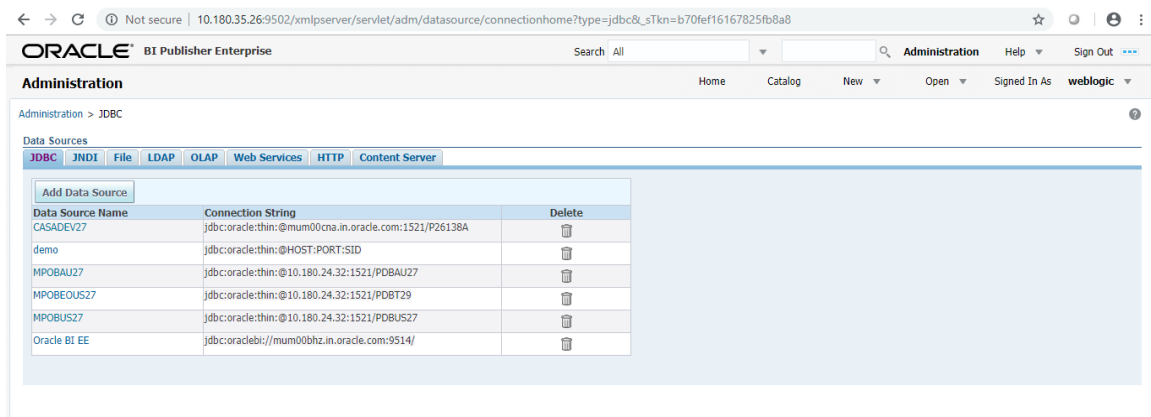 Not secure | 10.180.35.26:9502/xmlpserver/servlet/adm/datasource/connectionhome?type=jdbc&_sTkn=b70fef16167825fb8a8
ORACLE BI Publisher Enterprise Search All Administration Help Sign Out
Administration Home Catalog New Open Signed In As weblogic
Administration > JDBC
Data Sources
JDBC JNDI File LDAP OLAP Web Services HTTP Content Server
Add Data Source
Data Source Name Connection String Delete
CASADEV27 jdbc:oracle:thin:@mum00cna.in.oracle.com:1521/P26138A
demo jdbc:oracle:thin:@HOST:PORT:SID
MPOBAU27 jdbc:oracle:thin:@10.180.24.32:1521/PDBAU27
MPOBEOUS27 jdbc:oracle:thin:@10.180.24.32:1521/PDBT29
MPOBUS27 jdbc:oracle:thin:@10.180.24.32:1521/PDBUS27
Oracle BI EE jdbc:oraclebi://mum00bhz.in.oracle.com:9514/